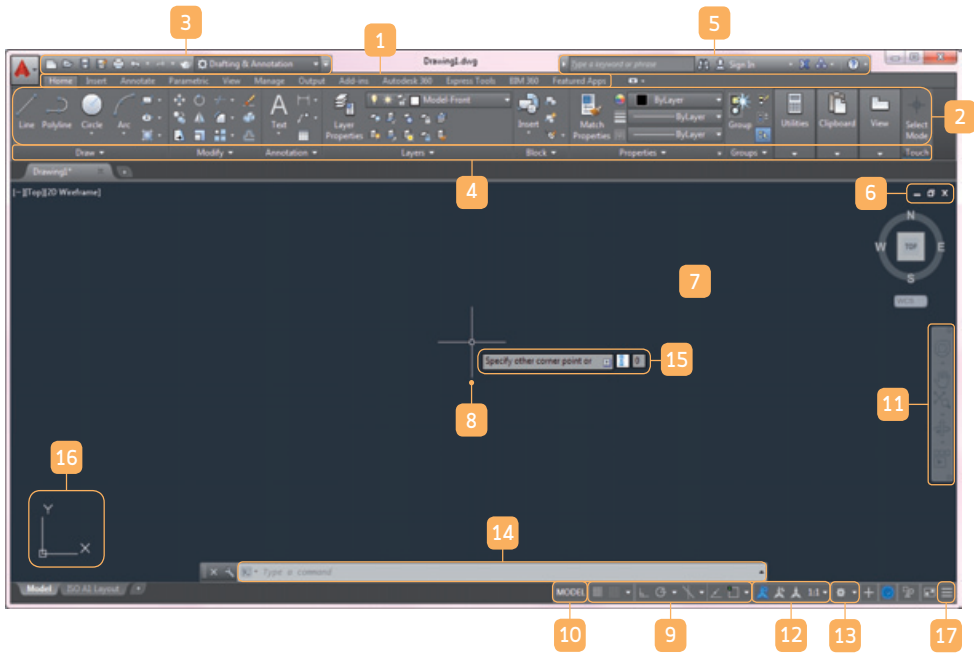 3
1
5
Drafting & Annotation
Drawing1.dwg
Type a keyword or phrase
Sign In
Home Insert Annotate Parametric View Manage Output Add-ins Autodesk 360 Express Tools BIM 360 Featured Apps
A
Model-Front
ByLayer
ByLayer
ByLayer
Line Polyline Circle Arc
Text
Layer Properties
Insert
Match Properties
Group
Utilities Clipboard View
Select Mode
2
Draw Modify Annotation Layers Block Properties Groups Touch
Drawing1*
4
[-][Top][2D Wireframe]
6
N
W TOP E
S
WCS
7
Specify other corner point or
0
15
8
11
16
Y
X
14
Type a command
Model ISO A1 Layout +
MODEL
1:1
10
9
12
13
17